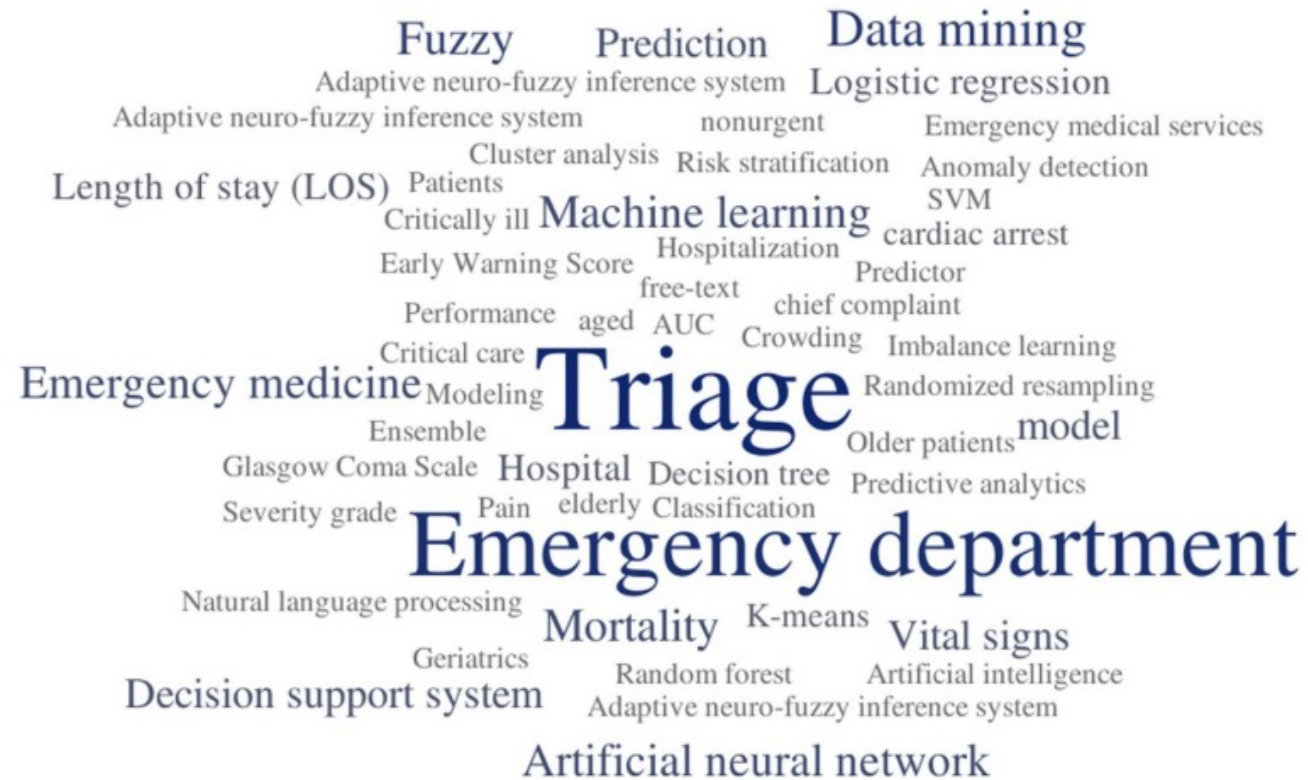 Fuzzy Prediction Data mining
Adaptive neuro-fuzzy inference system Logistic regression
Adaptive neuro-fuzzy inference system nonurgent Emergency medical services
Cluster analysis Risk stratification Anomaly detection
Length of stay (LOS) Patients SVM
Critically ill Machine learning cardiac arrest
Early Warning Score Hospitalization Predictor
free-text chief complaint
Performance aged AUC Crowding Imbalance learning
Critical care Triage
Emergency medicine Modeling Randomized resampling
Ensemble Older patients model
Glasgow Coma Scale Hospital Decision tree Predictive analytics
Severity grade Pain elderly Classification
Emergency department
Natural language processing Mortality K-means Vital signs
Geriatrics Random forest Artificial intelligence
Decision support system Adaptive neuro-fuzzy inference system
Artificial neural network